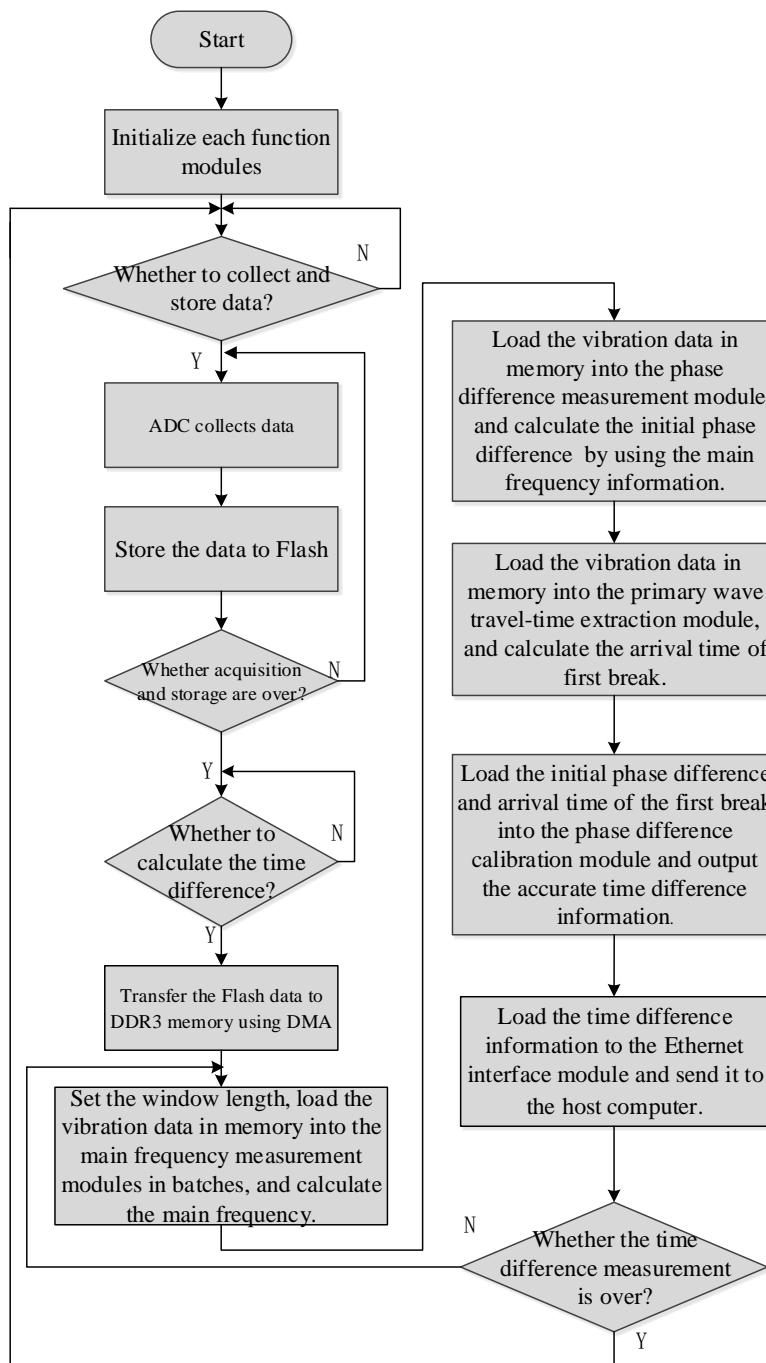 Start
Initialize each function
modules
N
Whether to collect and
store data?
Y
ADC collects data
Store the data to Flash
Whether acquisition
and storage are over?
N
Y
Whether to
calculate the time
difference?
N
Y
Transfer the Flash data to
DDR3 memory using DMA
Set the window length, load the
vibration data in memory into the
main frequency measurement
modules in batches, and calculate
the main frequency.
Load the vibration data in
memory into the phase
difference measurement module
and calculate the initial phase
difference by using the main
frequency information.
Load the vibration data in
memory into the primary wave
travel-time extraction module,
and calculate the arrival time of
first break.
Load the initial phase difference
and arrival time of the first break
into the phase difference
calibration module and output
the accurate time difference
information.
Load the time difference
information to the Ethernet
interface module and send it to
the host computer.
N
Whether the time
difference measurement
is over?
Y